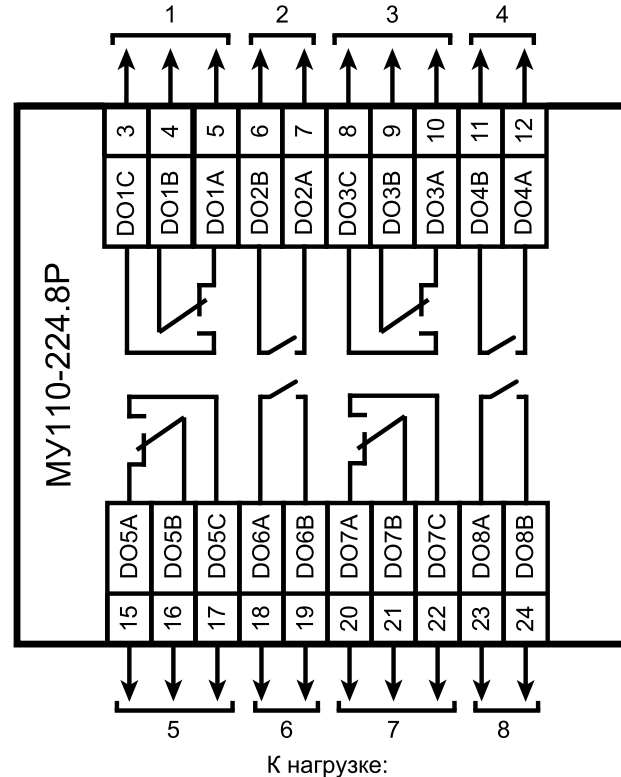 1 2 3 4
3 4 5 6 7 8 9 10 11 12
DO1C DO1B DO1A DO2B DO2A DO3C DO3B DO3A DO4B DO4A
МУ110-224.8Р
DO5A DO5B DO5C DO6A DO6B DO7A DO7B DO7C DO8A DO8B
15 16 17 18 19 20 21 22 23 24
5 6 7 8
К нагрузке: